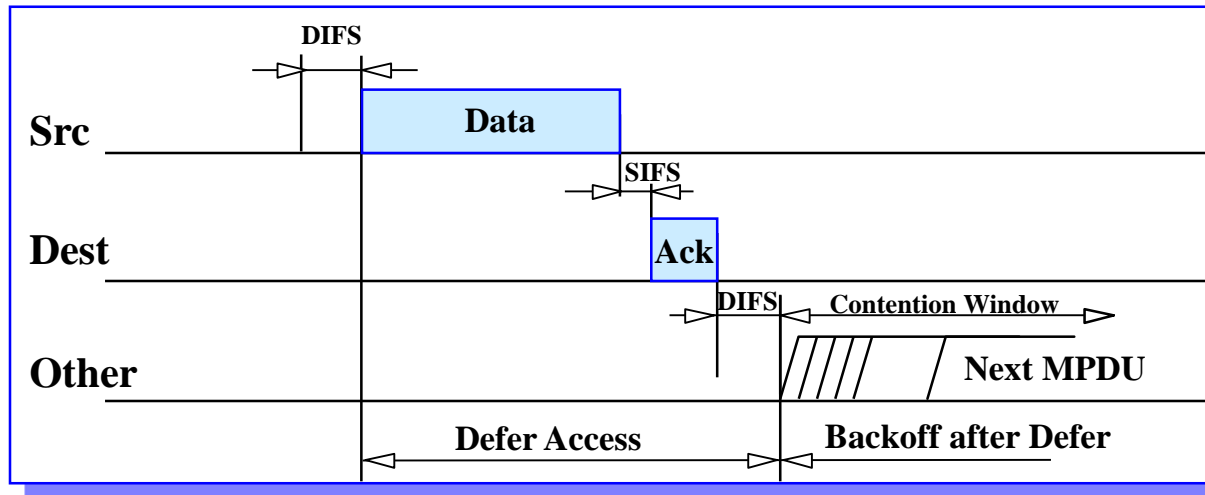 DIFS
Src
Data
SIFS
Dest
Ack
DIFS
Contention Window
Other
Next MPDU
Defer Access
Backoff after Defer